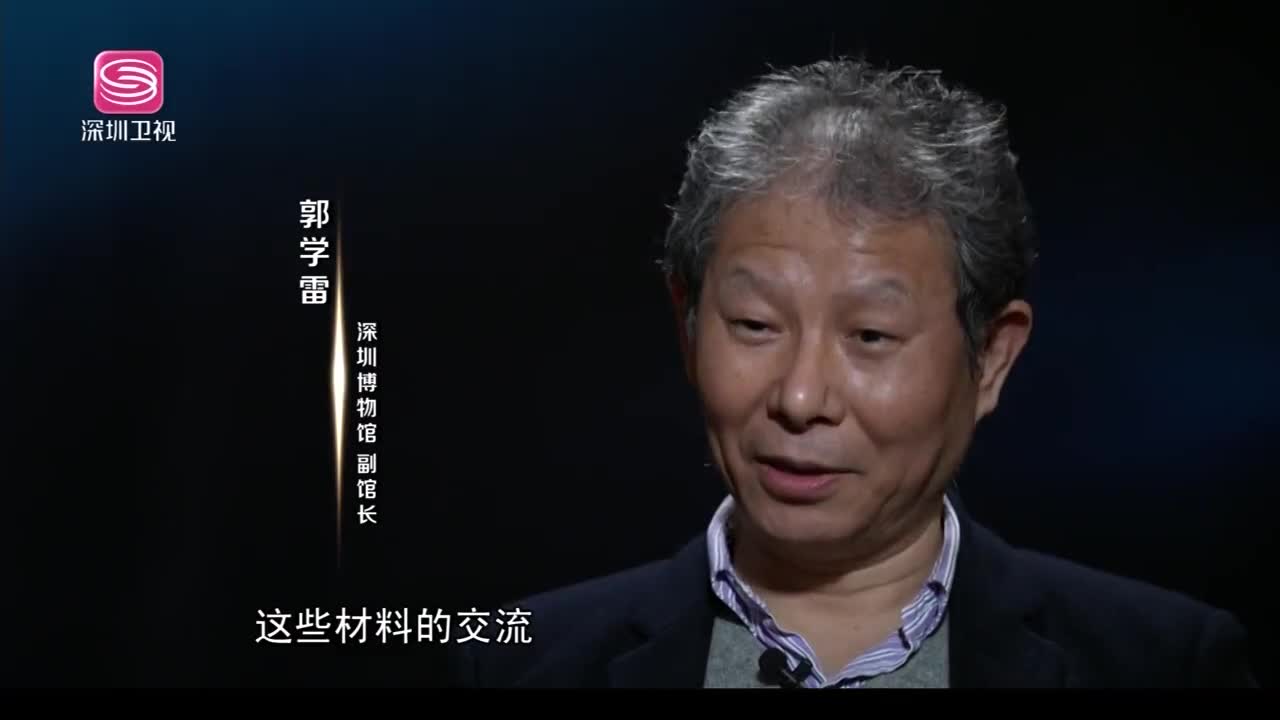 深圳卫视
郭学雷
深圳博物馆 副馆长
这些材料的交流